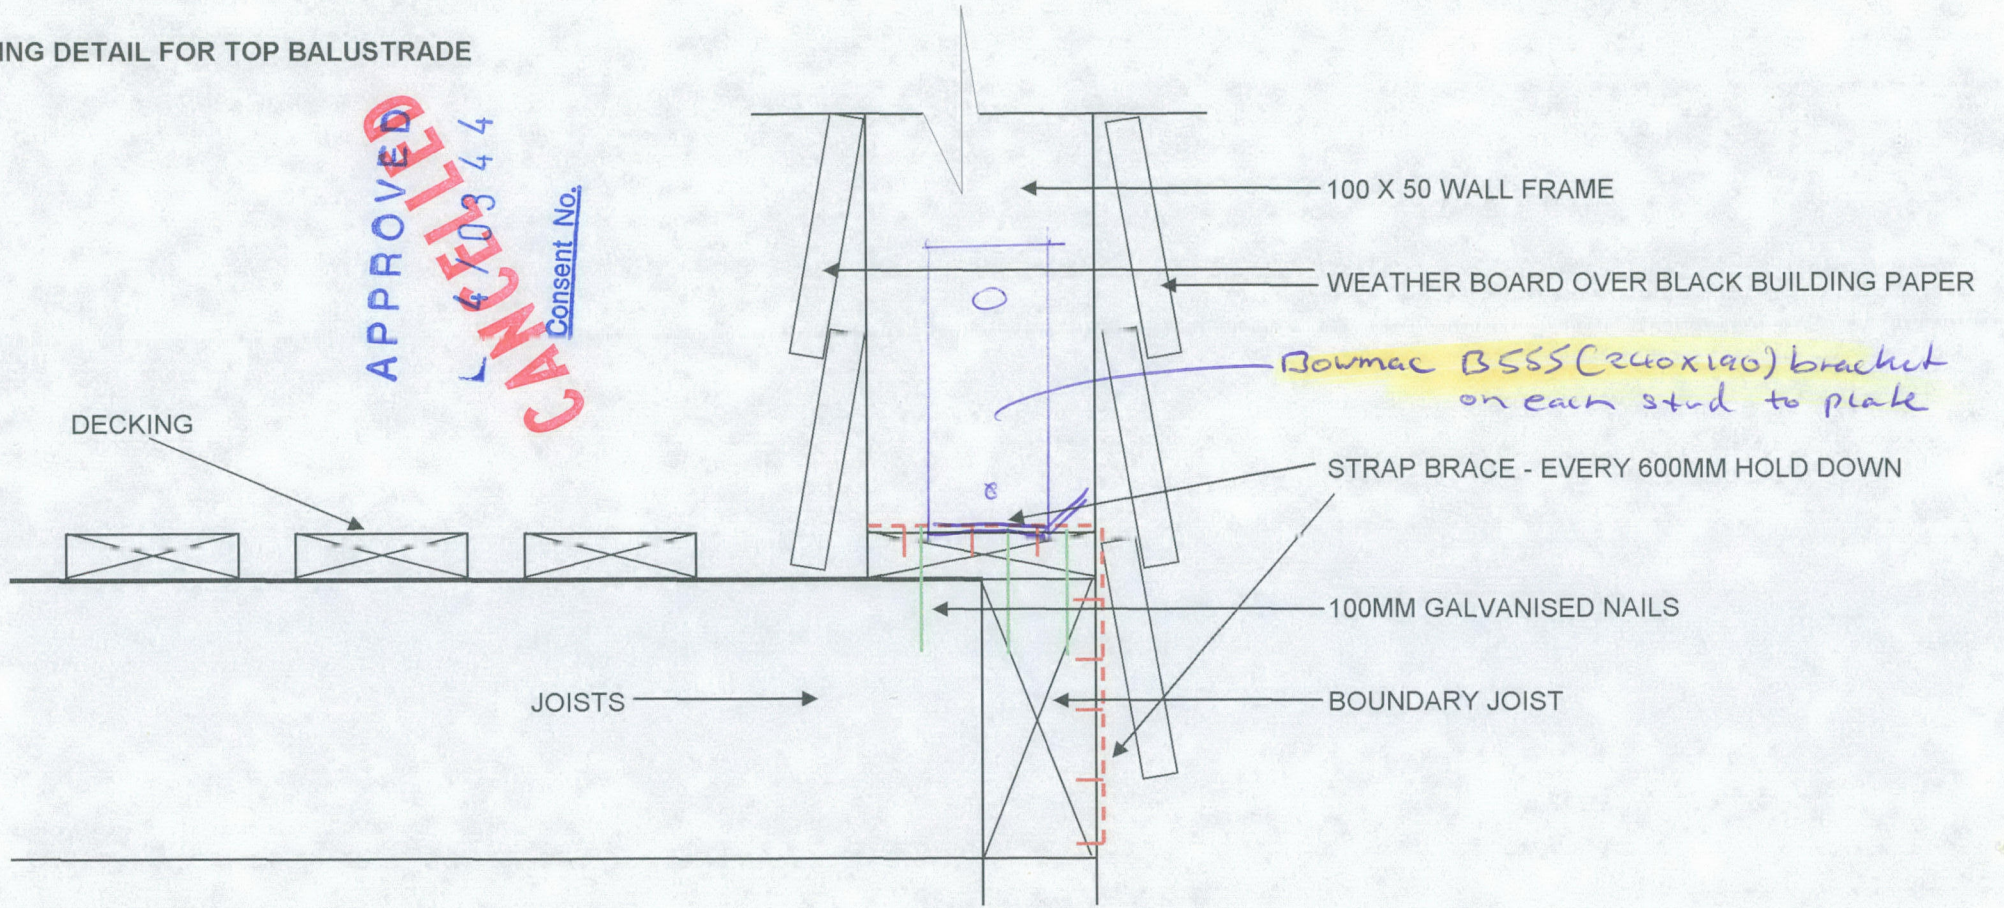 ING DETAIL FOR TOP BALUSTRADE
APPROVED
4/0344
Consent No.
CANCELLED
100 X 50 WALL FRAME
WEATHER BOARD OVER BLACK BUILDING PAPER
Bowmac B555 (240x190) bracket
on each stud to plate
DECKING
STRAP BRACE - EVERY 600MM HOLD DOWN
100MM GALVANISED NAILS
JOISTS
BOUNDARY JOIST